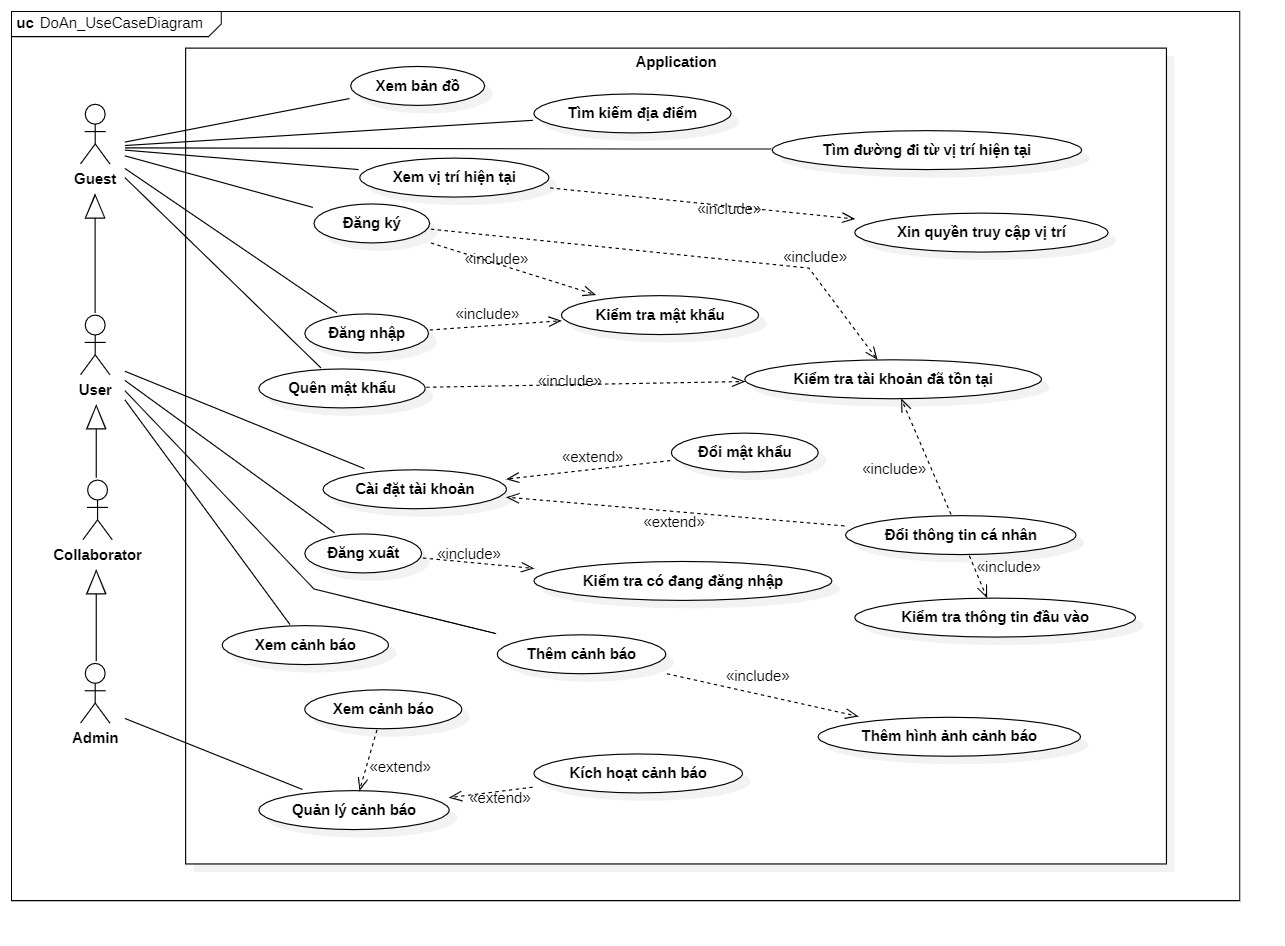 uc DoAn_UseCaseDiagram
Application
Xem bản đồ
Tìm kiếm địa điểm
Tìm đường đi từ vị trí hiện tại
Guest
Xem vị trí hiện tại
«include»
Đăng ký
Xin quyền truy cập vị trí
«include»
«include»
Kiểm tra mật khẩu
«include»
Đăng nhập
User
Quên mật khẩu
«include»
Kiểm tra tài khoản đã tồn tại
Đổi mật khẩu
«extend»
«include»
Cài đặt tài khoản
«extend»
Đổi thông tin cá nhân
Collaborator
Đăng xuất
«include»
«include»
Kiểm tra có đang đăng nhập
Kiểm tra thông tin đầu vào
Xem cảnh báo
Thêm cảnh báo
«include»
Xem cảnh báo
Admin
Thêm hình ảnh cảnh báo
«extend»
Kích hoạt cảnh báo
«extend»
Quản lý cảnh báo